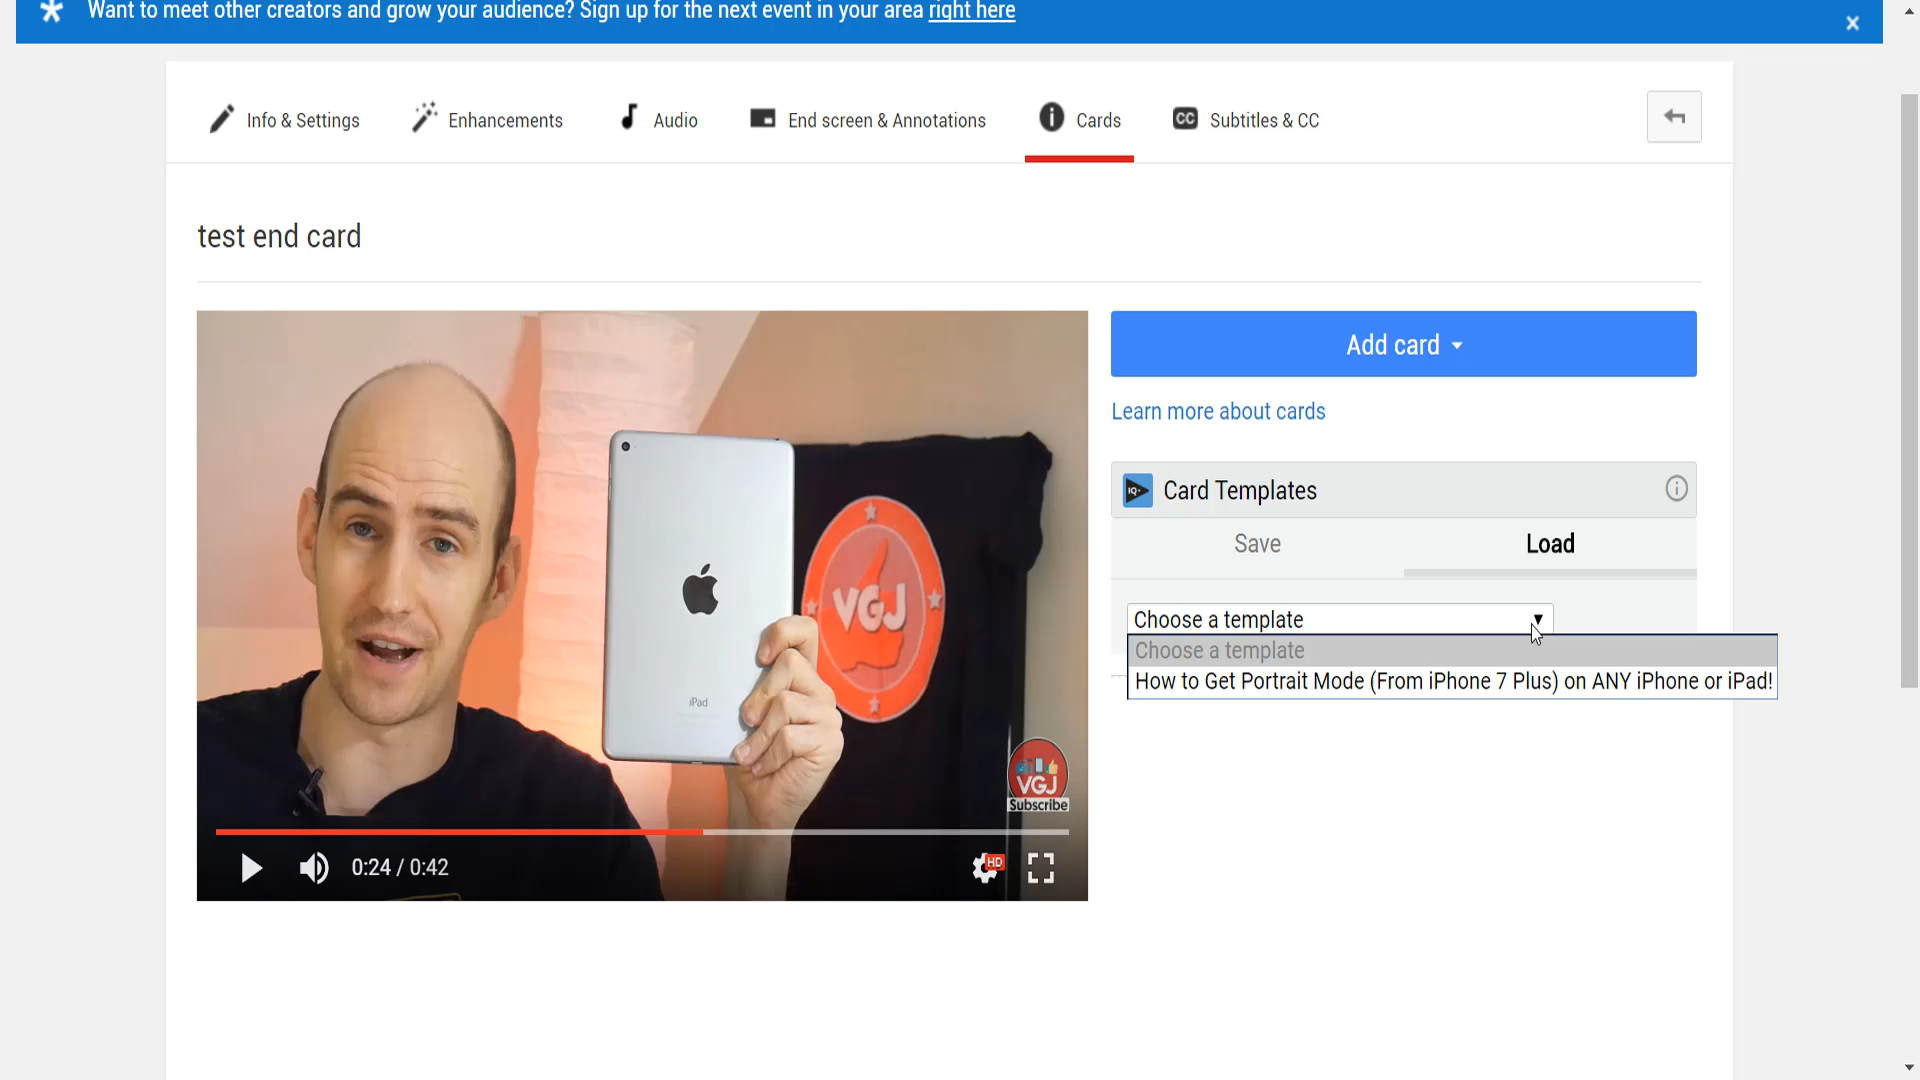 Want to meet other creators and grow your audience? Sign up for the next event in your area right here
Info & Settings
Enhancements
Audio
End screen & Annotations
Cards
CC
Subtitles & CC
test end card
Add card
Learn more about cards
IQ
Card Templates
Save
Load
Choose a template
Choose a template
How to Get Portrait Mode (From iPhone 7 Plus) on ANY iPhone or iPad!
VGJ
iPad
VGJ
Subscribe
0:24 / 0:42
HD